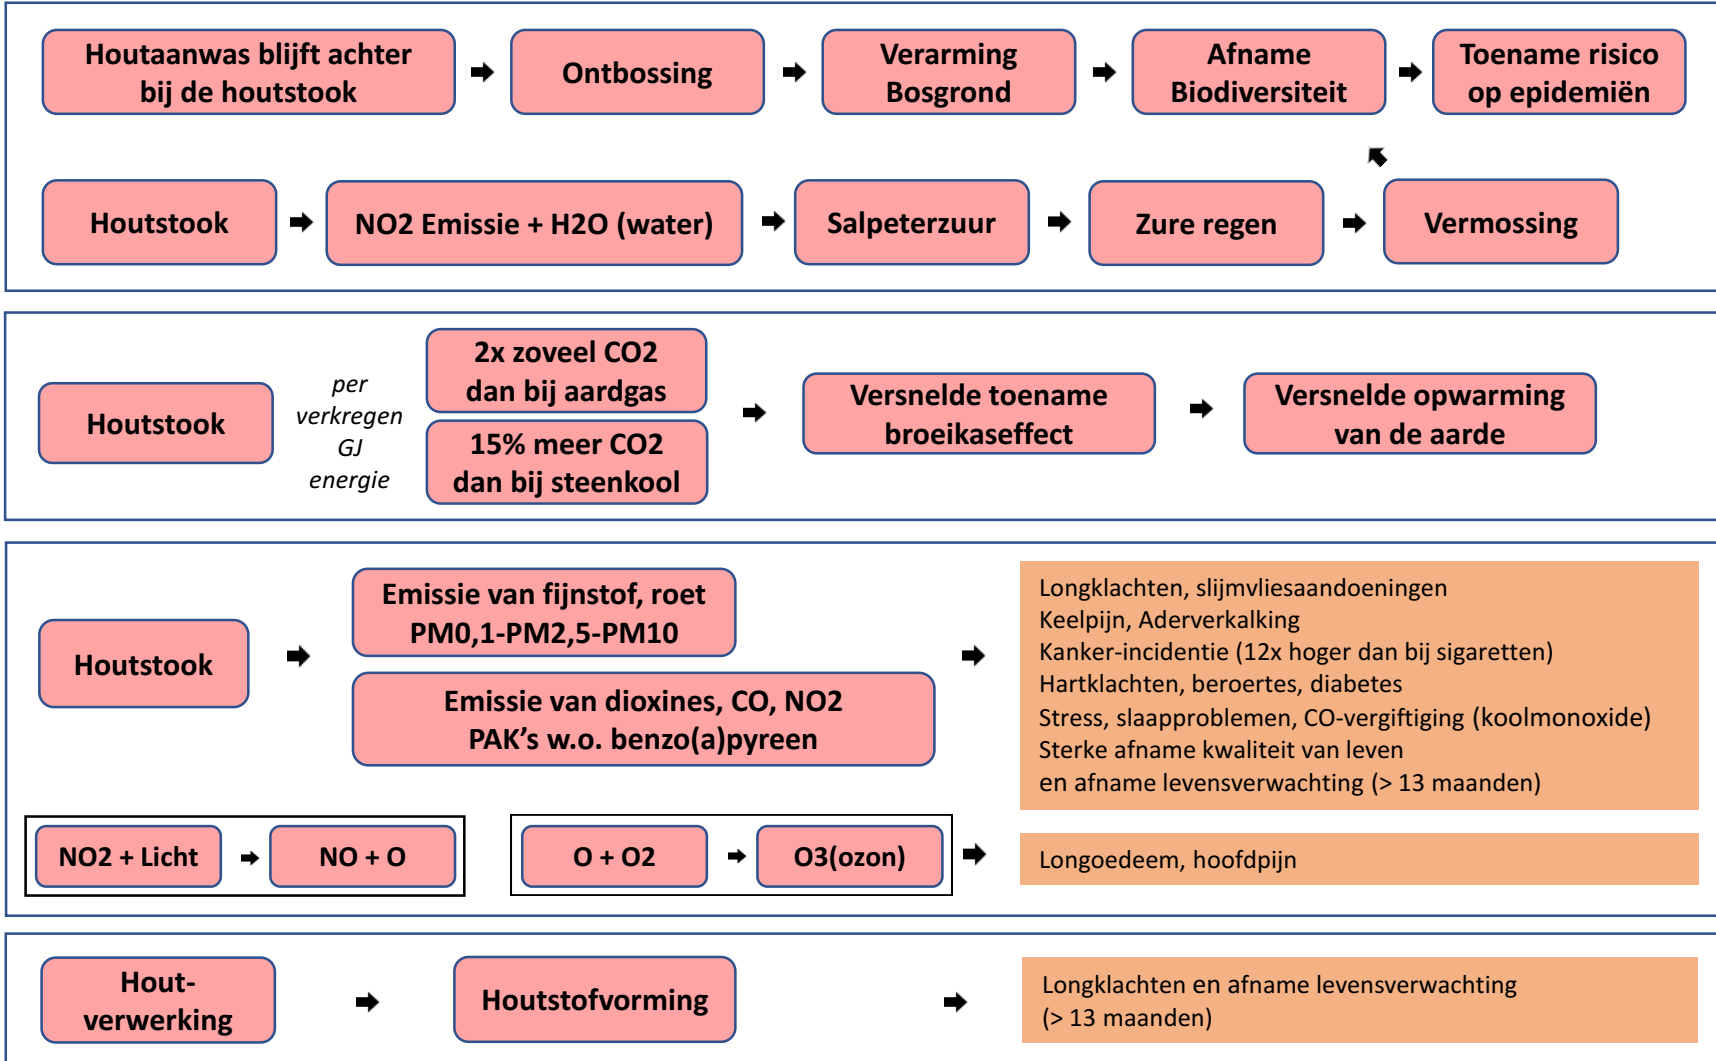 Houtaanwas blijft achter
bij de houtstook
Ontbossing
Verarming
Bosgrond
Afname
Biodiversiteit
Toename risico
op epidemiën
Houtstook
NO2 Emissie + H2O (water)
Salpeterzuur
Zure regen
Vermossing
Houtstook
per
verkregen
GJ
energie
2x zoveel CO2
dan bij aardgas
15% meer CO2
dan bij steenkool
Versnelde toename
broeikaseffect
Versnelde opwarming
van de aarde
Houtstook
Emissie van fijnstof, roet
PM0,1-PM2,5-PM10
Emissie van dioxines, CO, NO2
PAK's w.o. benzo(a)pyreen
Longklachten, slijmvliesaandoeningen
Keelpijn, Aderverkalking
Kanker-incidentie (12x hoger dan bij sigaretten)
Hartklachten, beroertes, diabetes
Stress, slaapproblemen, CO-vergiftiging (koolmonoxide)
Sterke afname kwaliteit van leven
en afname levensverwachting (> 13 maanden)
NO2 + Licht
NO + O
O + O2
O3(ozon)
Longoedeem, hoofdpijn
Hout-
verwerking
Houtstofvorming
Longklachten en afname levensverwachting
(> 13 maanden)